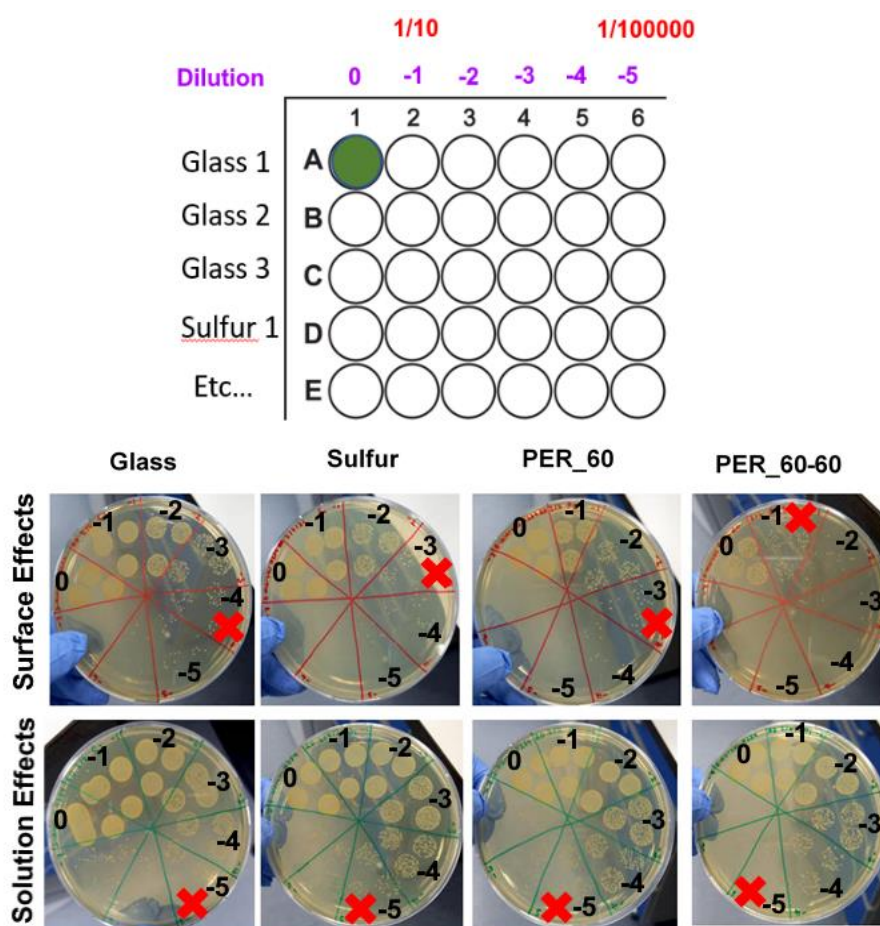 1/10 1/100000
Dilution 0 -1 -2 -3 -4 -5
1 2 3 4 5 6
Glass 1 A
Glass 2 B
Glass 3 C
Sulfur 1 D
Etc... E
Glass Sulfur PER_60 PER_60-60
Surface Effects
0 -1 -2 -3 -4 -5
0 -1 -2 -3 -4 -5
0 -1 -2 -3 -4 -5
0 -1 -2 -3 -4 -5
Solution Effects
0 -1 -2 -3 -4 -5
0 -1 -2 -3 -4 -5
0 -1 -2 -3 -4 -5
0 -1 -2 -3 -4 -5